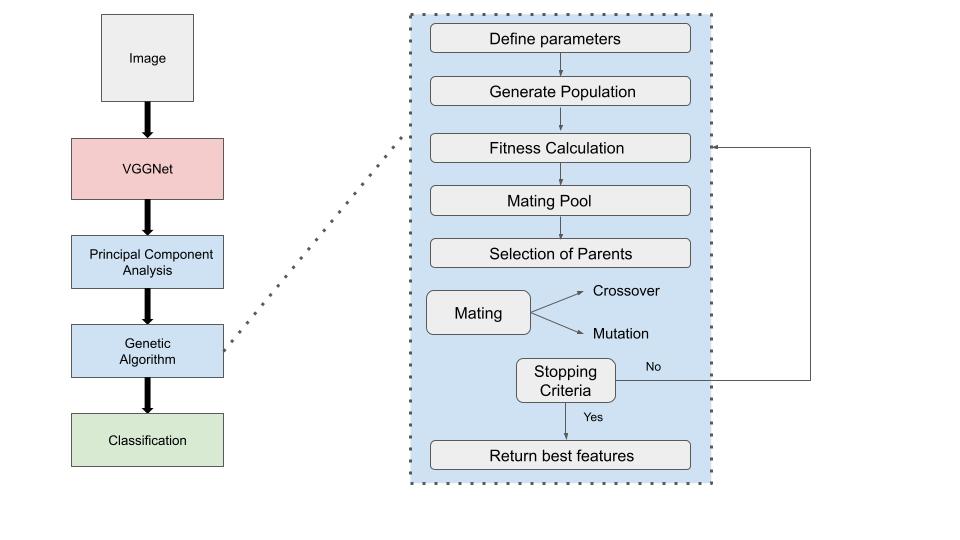 Image
VGGNet
Principal Component
Analysis
Genetic
Algorithm
Classification
Define parameters
Generate Population
Fitness Calculation
Mating Pool
Selection of Parents
Mating
Crossover
Mutation
Stopping
Criteria
No
Yes
Return best features